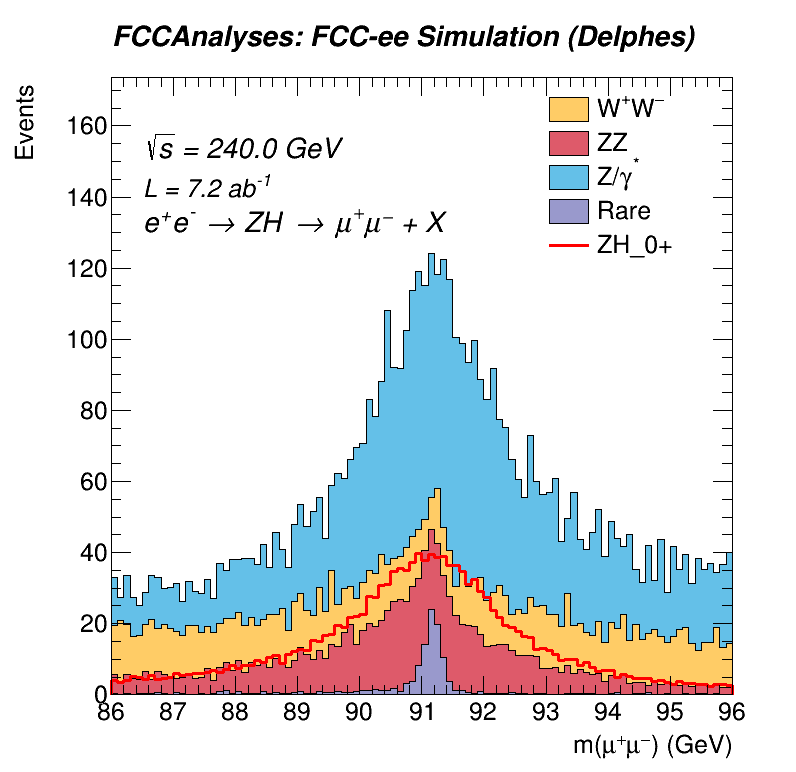 FCCAnalyses: FCC-ee Simulation (Delphes)
Events
√s = 240.0 GeV
L = 7.2 ab⁻¹
e⁺e⁻ → ZH → μ⁺μ⁻ + X
W⁺W⁻
ZZ
Z/γ*
Rare
ZH_0+
160
140
120
100
80
60
40
20
0
86 87 88 89 90 91 92 93 94 95 96
m(μ⁺μ⁻) (GeV)